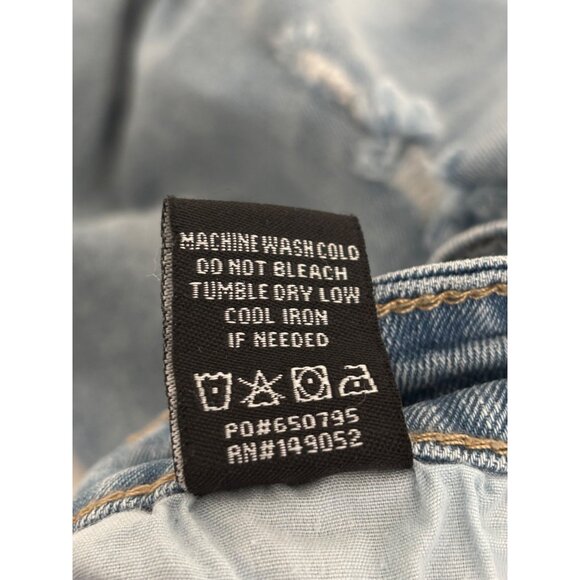 MACHINE WASH COLD
DO NOT BLEACH
TUMBLE DRY LOW
COOL IRON
IF NEEDED
PO#650795
RN#149052